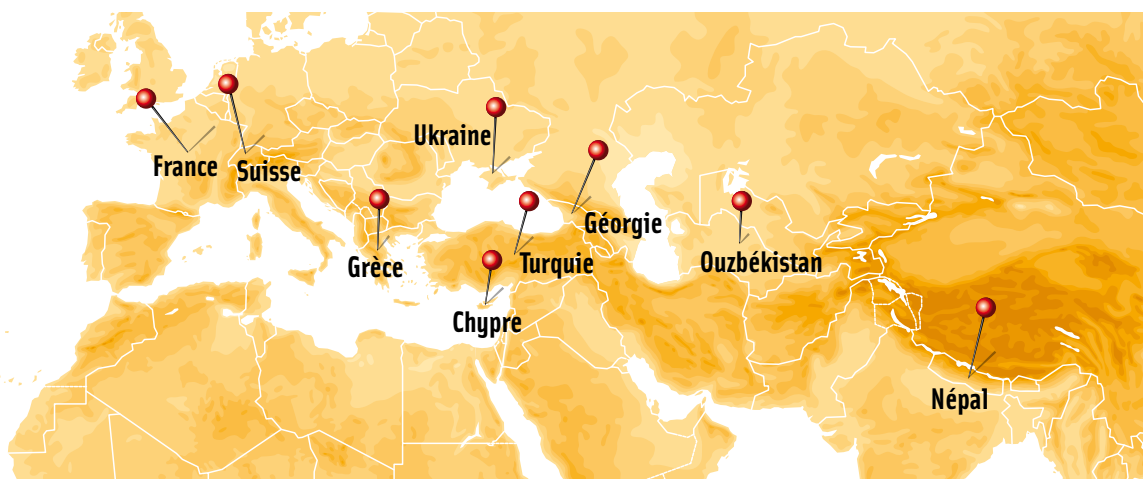 Ukraine
France
Suisse
Géorgie
Grèce
Turquie
Ouzbékistan
Chypre
Népal